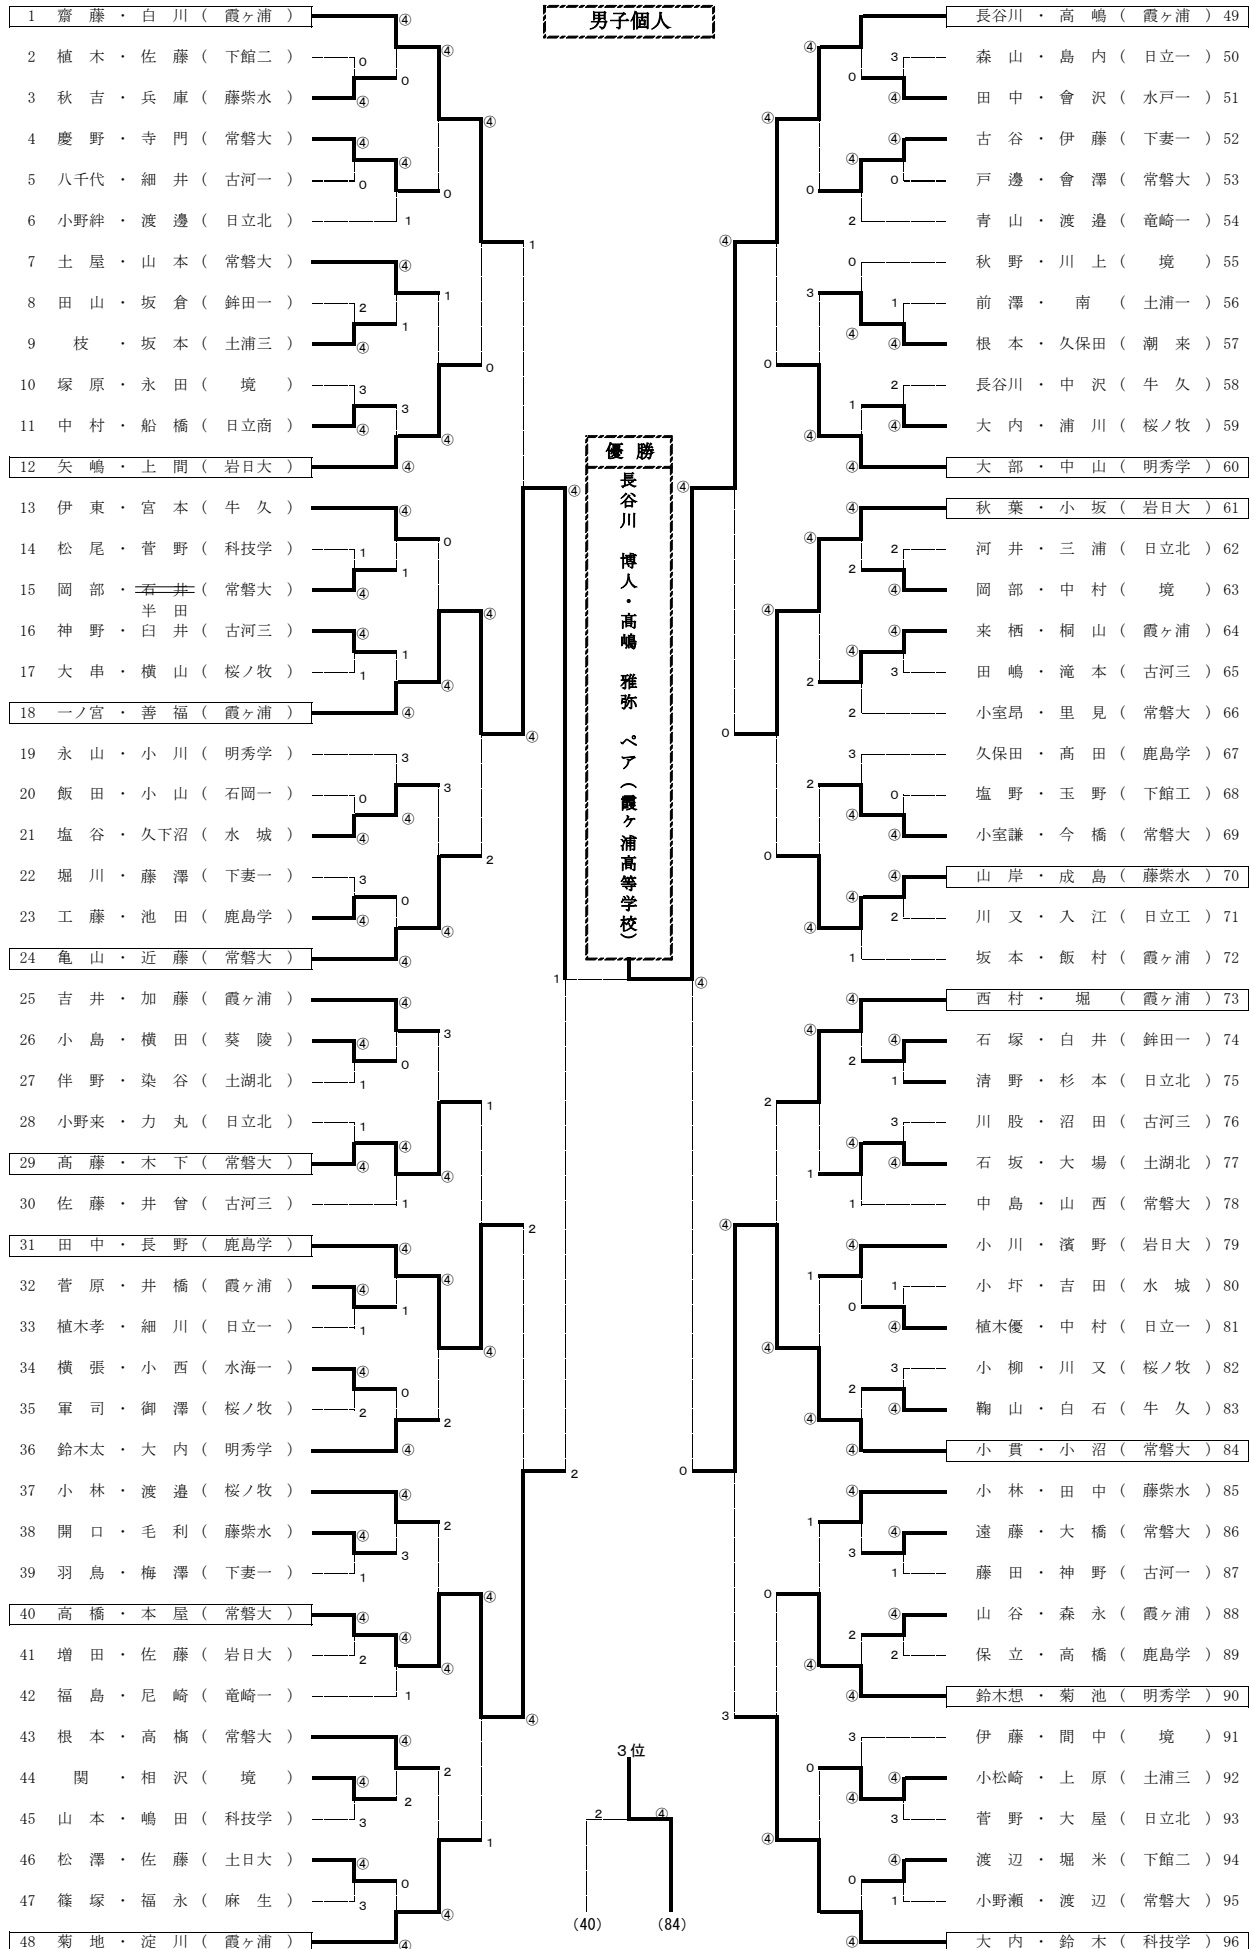 男子個人
1 齋 藤 ・ 白 川 ( 霞ヶ浦 )
2 植 木 ・ 佐 藤 ( 下館二 )
3 秋 吉 ・ 兵 庫 ( 藤紫水 )
4 慶 野 ・ 寺 門 ( 常磐大 )
5 八千代 ・ 細 井 ( 古河一 )
6 小野絆 ・ 渡 邊 ( 日立北 )
7 土 屋 ・ 山 本 ( 常磐大 )
8 田 山 ・ 坂 倉 ( 鉾田一 )
9 枝 ・ 坂 本 ( 土浦三 )
10 塚 原 ・ 永 田 ( 境 )
11 中 村 ・ 船 橋 ( 日立商 )
12 矢 嶋 ・ 上 間 ( 岩日大 )
13 伊 東 ・ 宮 本 ( 牛 久 )
14 松 尾 ・ 菅 野 ( 科技学 )
15 岡 部 ・ 石 井 ( 常磐大 )
半 田
16 神 野 ・ 臼 井 ( 古河三 )
17 大 串 ・ 横 山 ( 桜ノ牧 )
18 一ノ宮 ・ 善 福 ( 霞ヶ浦 )
19 永 山 ・ 小 川 ( 明秀学 )
20 飯 田 ・ 小 山 ( 石岡一 )
21 塩 谷 ・ 久下沼 ( 水 城 )
22 堀 川 ・ 藤 澤 ( 下妻一 )
23 工 藤 ・ 池 田 ( 鹿島学 )
24 亀 山 ・ 近 藤 ( 常磐大 )
25 吉 井 ・ 加 藤 ( 霞ヶ浦 )
26 小 島 ・ 横 田 ( 葵 陵 )
27 伴 野 ・ 染 谷 ( 土湖北 )
28 小野来 ・ 力 丸 ( 日立北 )
29 髙 藤 ・ 木 下 ( 常磐大 )
30 佐 藤 ・ 井 曾 ( 古河三 )
31 田 中 ・ 長 野 ( 鹿島学 )
32 菅 原 ・ 井 橋 ( 霞ヶ浦 )
33 植木孝 ・ 細 川 ( 日立一 )
34 横 張 ・ 小 西 ( 水海一 )
35 軍 司 ・ 御 澤 ( 桜ノ牧 )
36 鈴木太 ・ 大 内 ( 明秀学 )
37 小 林 ・ 渡 邉 ( 桜ノ牧 )
38 開 口 ・ 毛 利 ( 藤紫水 )
39 羽 鳥 ・ 梅 澤 ( 下妻一 )
40 高 橋 ・ 本 屋 ( 常磐大 )
41 増 田 ・ 佐 藤 ( 岩日大 )
42 福 島 ・ 尼 崎 ( 竜崎一 )
43 根 本 ・ 高 槗 ( 常磐大 )
44 関 ・ 相 沢 ( 境 )
45 山 本 ・ 嶋 田 ( 科技学 )
46 松 澤 ・ 佐 藤 ( 土日大 )
47 篠 塚 ・ 福 永 ( 麻 生 )
48 菊 地 ・ 淀 川 ( 霞ヶ浦 )
優 勝
長谷川 博人・高嶋 雅弥 ペア(霞ヶ浦高等学校)
3位
2 ④
(40) (84)
長谷川 ・ 高 嶋 ( 霞ヶ浦 ) 49
森 山 ・ 島 内 ( 日立一 ) 50
田 中 ・ 會 沢 ( 水戸一 ) 51
古 谷 ・ 伊 藤 ( 下妻一 ) 52
戸 邊 ・ 會 澤 ( 常磐大 ) 53
青 山 ・ 渡 邉 ( 竜崎一 ) 54
秋 野 ・ 川 上 ( 境 ) 55
前 澤 ・ 南 ( 土浦一 ) 56
根 本 ・ 久保田 ( 潮 来 ) 57
長谷川 ・ 中 沢 ( 牛 久 ) 58
大 内 ・ 浦 川 ( 桜ノ牧 ) 59
大 部 ・ 中 山 ( 明秀学 ) 60
秋 葉 ・ 小 坂 ( 岩日大 ) 61
河 井 ・ 三 浦 ( 日立北 ) 62
岡 部 ・ 中 村 ( 境 ) 63
来 栖 ・ 桐 山 ( 霞ヶ浦 ) 64
田 嶋 ・ 滝 本 ( 古河三 ) 65
小室昂 ・ 里 見 ( 常磐大 ) 66
久保田 ・ 髙 田 ( 鹿島学 ) 67
塩 野 ・ 玉 野 ( 下館工 ) 68
小室謙 ・ 今 橋 ( 常磐大 ) 69
山 岸 ・ 成 島 ( 藤紫水 ) 70
川 又 ・ 入 江 ( 日立工 ) 71
坂 本 ・ 飯 村 ( 霞ヶ浦 ) 72
西 村 ・ 堀 ( 霞ヶ浦 ) 73
石 塚 ・ 白 井 ( 鉾田一 ) 74
清 野 ・ 杉 本 ( 日立北 ) 75
川 股 ・ 沼 田 ( 古河三 ) 76
石 坂 ・ 大 場 ( 土湖北 ) 77
中 島 ・ 山 西 ( 常磐大 ) 78
小 川 ・ 濱 野 ( 岩日大 ) 79
小 圷 ・ 吉 田 ( 水 城 ) 80
植木優 ・ 中 村 ( 日立一 ) 81
小 柳 ・ 川 又 ( 桜ノ牧 ) 82
鞠 山 ・ 白 石 ( 牛 久 ) 83
小 貫 ・ 小 沼 ( 常磐大 ) 84
小 林 ・ 田 中 ( 藤紫水 ) 85
遠 藤 ・ 大 橋 ( 常磐大 ) 86
藤 田 ・ 神 野 ( 古河一 ) 87
山 谷 ・ 森 永 ( 霞ヶ浦 ) 88
保 立 ・ 高 橋 ( 鹿島学 ) 89
鈴木想 ・ 菊 池 ( 明秀学 ) 90
伊 藤 ・ 間 中 ( 境 ) 91
小松崎 ・ 上 原 ( 土浦三 ) 92
菅 野 ・ 大 屋 ( 日立北 ) 93
渡 辺 ・ 堀 米 ( 下館二 ) 94
小野瀬 ・ 渡 辺 ( 常磐大 ) 95
大 内 ・ 鈴 木 ( 科技学 ) 96